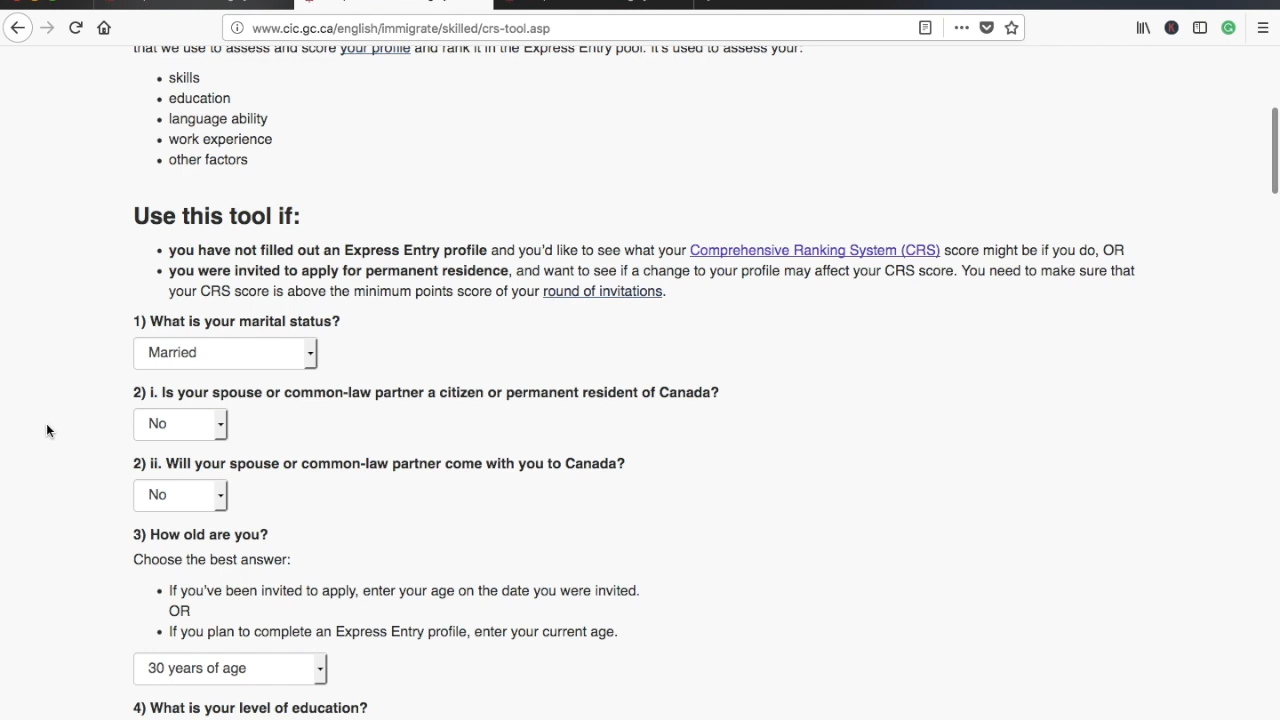 www.cic.gc.ca/english/immigrate/skilled/crs-tool.asp
that we use to assess and score your profile and rank it in the Express Entry pool. It's used to assess your:
• skills
• education
• language ability
• work experience
• other factors
Use this tool if:
• you have not filled out an Express Entry profile and you'd like to see what your Comprehensive Ranking System (CRS) score might be if you do, OR
• you were invited to apply for permanent residence, and want to see if a change to your profile may affect your CRS score. You need to make sure that
your CRS score is above the minimum points score of your round of invitations.
1) What is your marital status?
Married
2) i. Is your spouse or common-law partner a citizen or permanent resident of Canada?
No
2) ii. Will your spouse or common-law partner come with you to Canada?
No
3) How old are you?
Choose the best answer:
• If you've been invited to apply, enter your age on the date you were invited.
OR
• If you plan to complete an Express Entry profile, enter your current age.
30 years of age
4) What is your level of education?